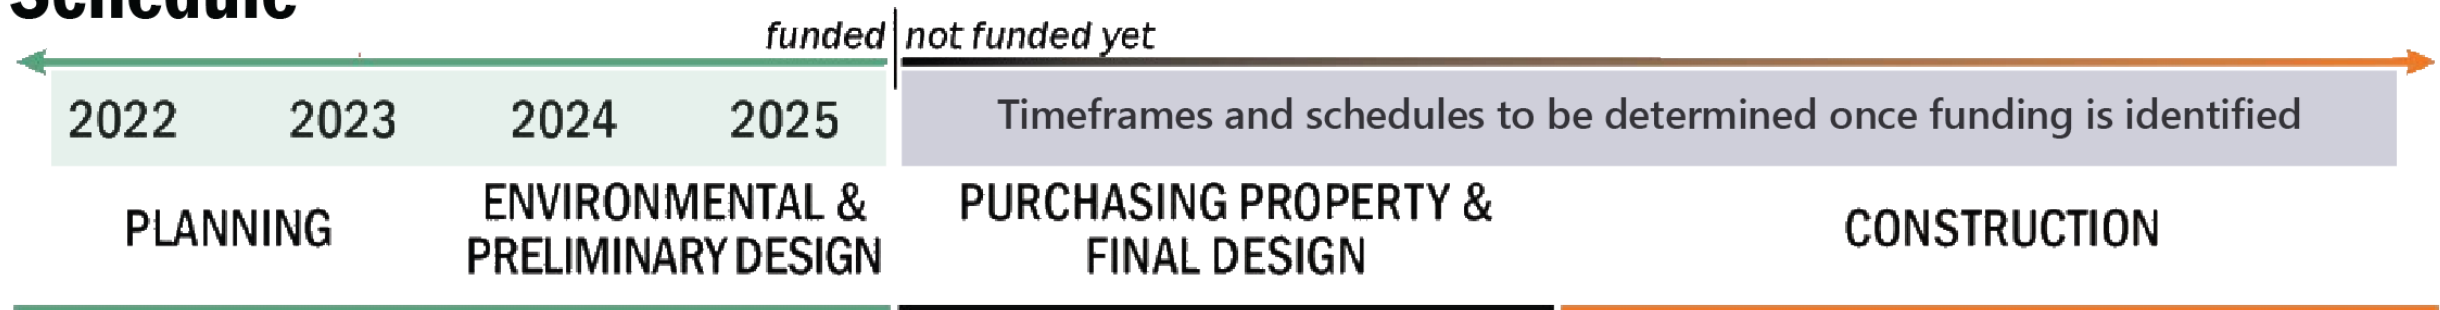 Schedule
funded not funded yet
2022 2023 2024 2025 Timeframes and schedules to be determined once funding is identified
PLANNING
ENVIRONMENTAL &
PRELIMINARY DESIGN
PURCHASING PROPERTY &
FINAL DESIGN
CONSTRUCTION